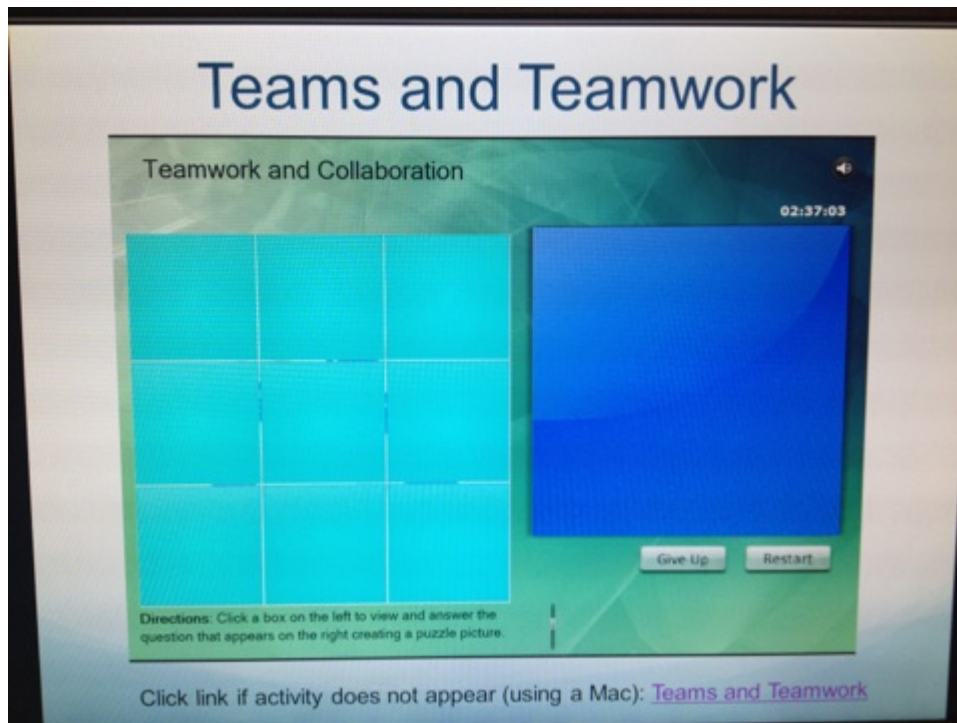 Teams and Teamwork
Teamwork and Collaboration
02:37:03
Give Up
Restart
Directions: Click a box on the left to view and answer the
question that appears on the right creating a puzzle picture.
Click link if activity does not appear (using a Mac): Teams and Teamwork